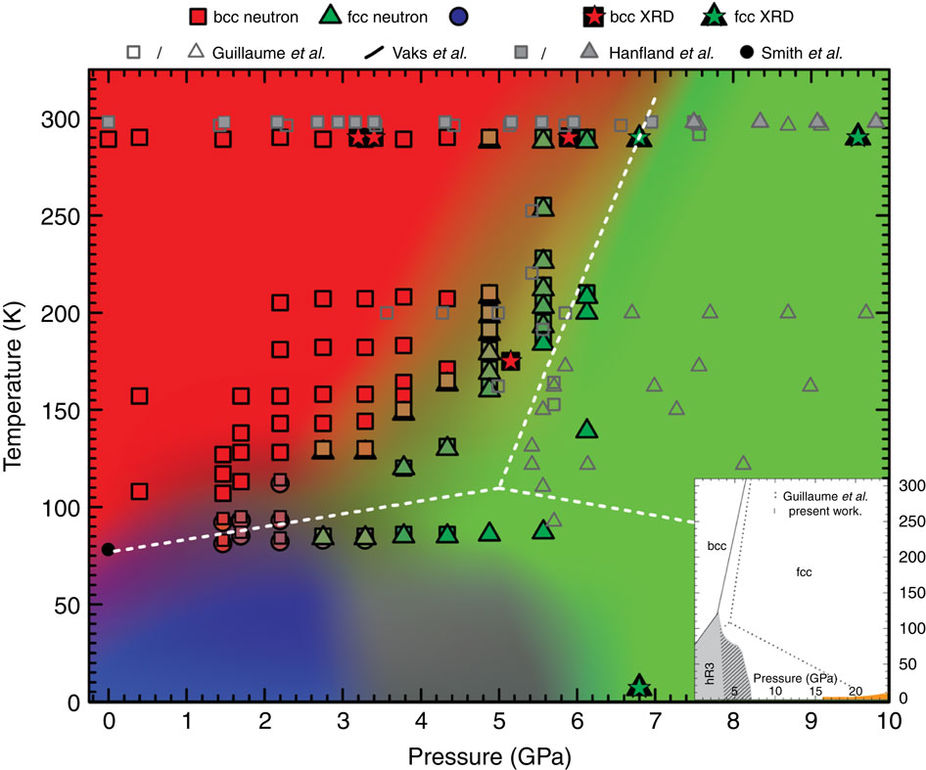 bcc neutron fcc neutron bcc XRD fcc XRD
/ Guillaume et al. Vaks et al. / Hanfland et al. Smith et al.
300
250
200
150
100
50
0
Temperature (K)
0 1 2 3 4 5 6 7 8 9 10
Pressure (GPa)
Guillaume et al.
present work.
bcc
fcc
hR3
Pressure (GPa)
5 10 15 20
300
250
200
150
100
50
0